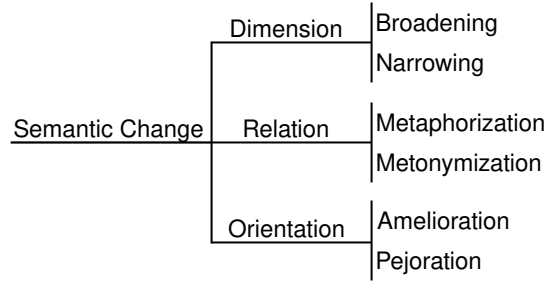 Dimension
Broadening
Narrowing
Semantic Change
Relation
Metaphorization
Metonymization
Orientation
Amelioration
Pejoration